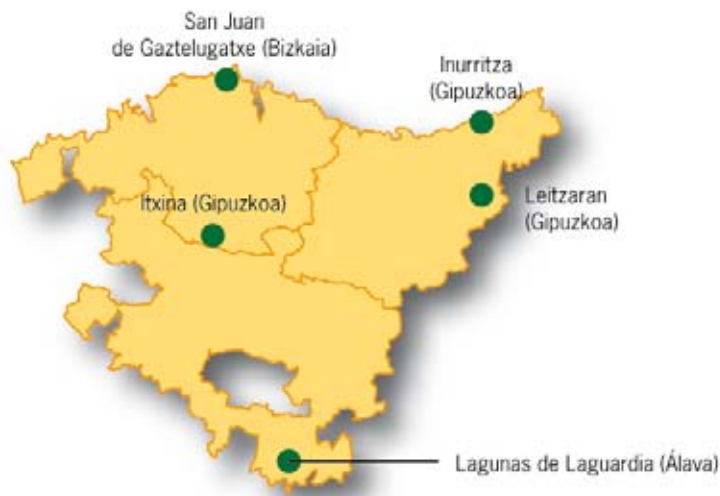 San Juan
de Gaztelugatxe (Bizkaia)
Inurritza
(Gipuzkoa)
Itxina (Gipuzkoa)
Leitzaran
(Gipuzkoa)
Lagunas de Laguardia (Álava)